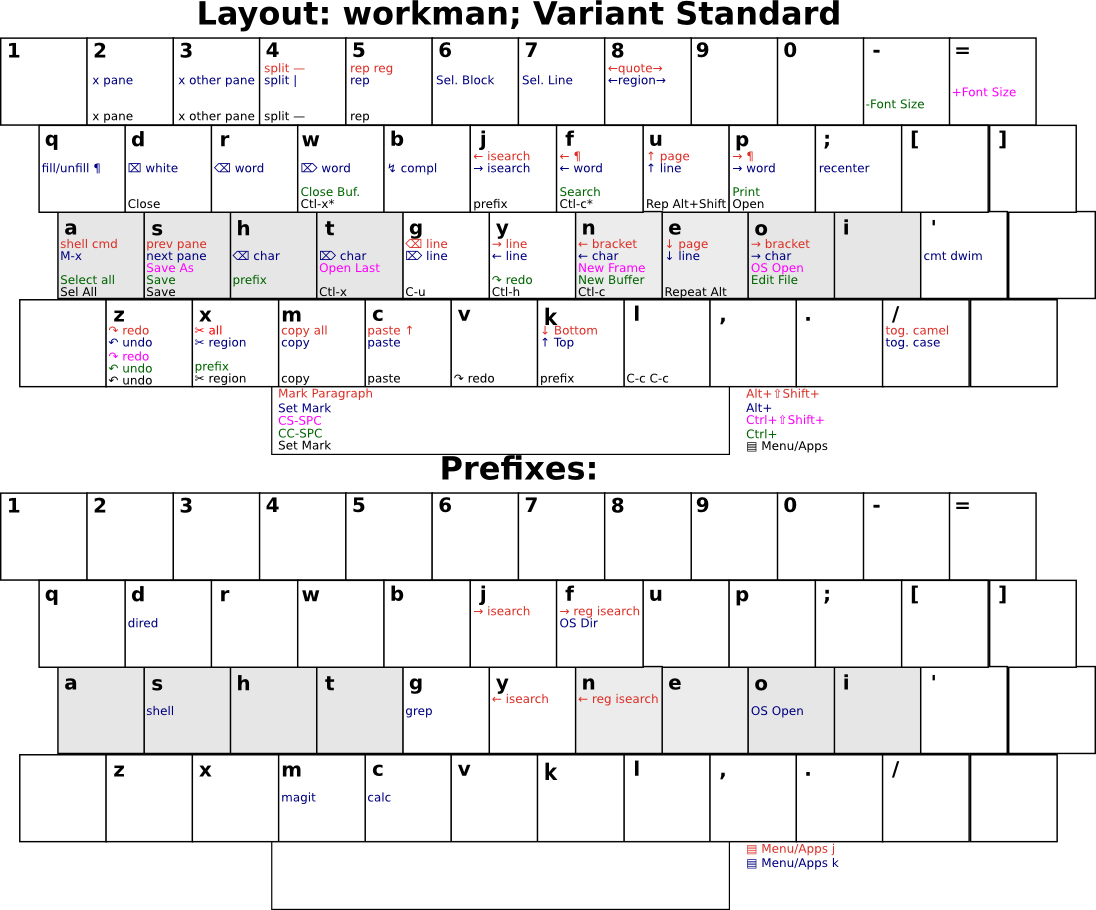 Layout: workman; Variant Standard
1
2
x pane
x pane
3
x other pane
x other pane
4
split —
split |
split —
5
rep reg
rep
rep
6
Sel. Block
7
Sel. Line
8
←quote→
←region→
9
0
-
-Font Size
=
+Font Size
q
fill/unfill ¶
d
⌧ white
Close
r
⌫ word
w
⌦ word
Close Buf.
Ctl-x*
b
↯ compl
j
← isearch
→ isearch
prefix
f
← ¶
← word
Search
Ctl-c*
u
↑ page
↑ line
Rep Alt+Shift
p
→ ¶
→ word
Print
Open
;
recenter
[
]
a
shell cmd
M-x
Select all
Sel All
s
prev pane
next pane
Save As
Save
Save
h
⌫ char
prefix
t
⌦ char
Open Last
Ctl-x
g
⌫ line
⌦ line
C-u
y
→ line
← line
↷ redo
Ctl-h
n
← bracket
← char
New Frame
New Buffer
Ctl-c
e
↓ page
↓ line
Repeat Alt
o
→ bracket
→ char
OS Open
Edit File
i
'
cmt dwim
z
↷ redo
↶ undo
↷ redo
↶ undo
↶ undo
x
✂ all
✂ region
prefix
✂ region
m
copy all
copy
copy
c
paste ↑
paste
paste
v
↷ redo
k
↓ Bottom
↑ Top
prefix
l
C-c C-c
,
.
/
tog. camel
tog. case
Mark Paragraph
Set Mark
CS-SPC
CC-SPC
Set Mark
Alt+⇧Shift+
Alt+
Ctrl+⇧Shift+
Ctrl+
▤ Menu/Apps
Prefixes:
1
2
3
4
5
6
7
8
9
0
-
=
q
d
dired
r
w
b
j
→ isearch
f
→ reg isearch
OS Dir
u
p
;
[
]
a
s
shell
h
t
g
grep
y
← isearch
n
← reg isearch
e
o
OS Open
i
'
z
x
m
magit
c
calc
v
k
l
,
.
/
▤ Menu/Apps j
▤ Menu/Apps k